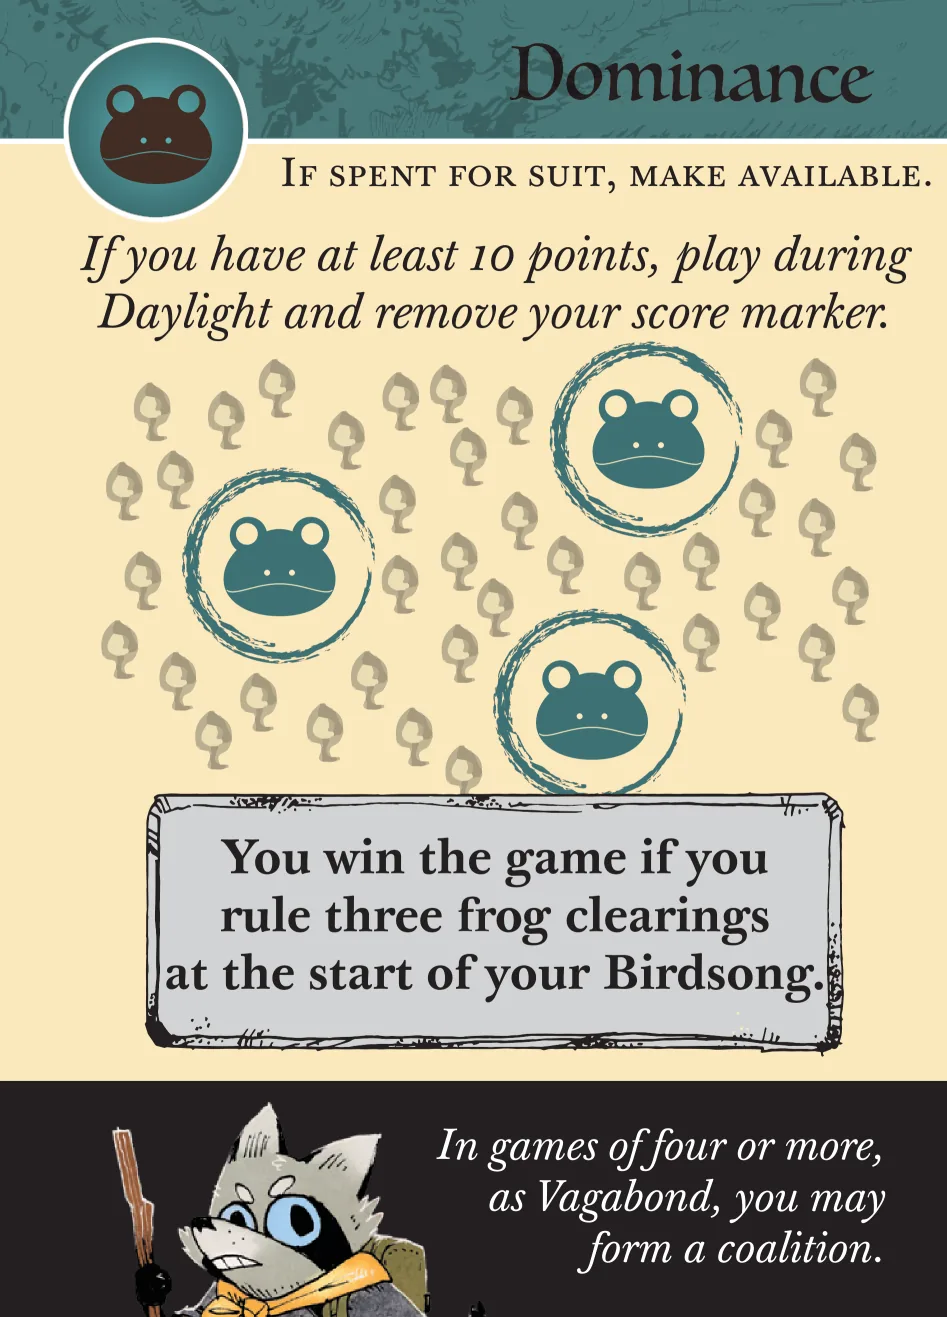 Dominance
If spent for suit, make available.
If you have at least 10 points, play during
Daylight and remove your score marker.
You win the game if you
rule three frog clearings
at the start of your Birdsong.
In games of four or more,
as Vagabond, you may
form a coalition.